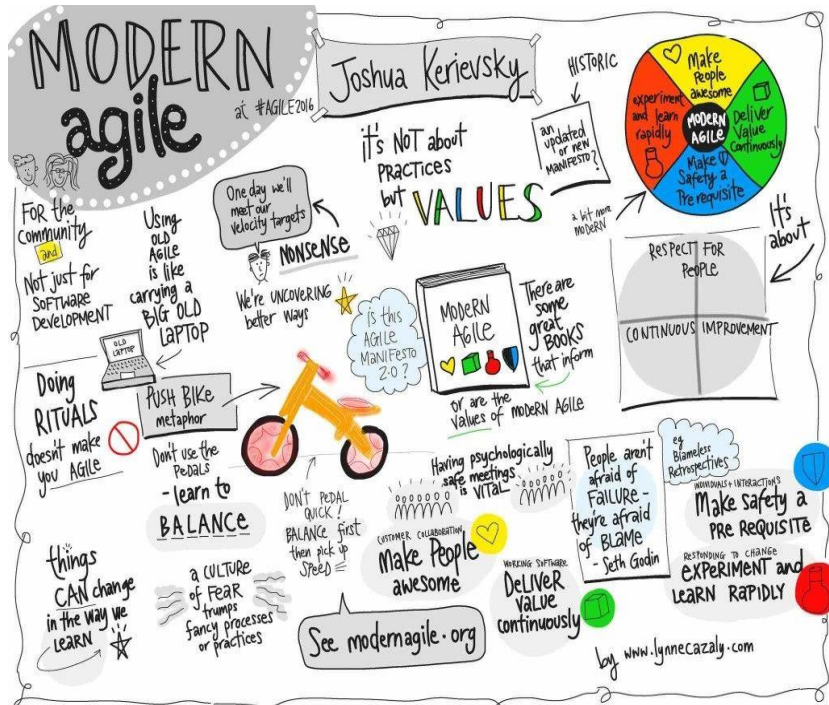 MODERN
agile
at #AGILE2016
Joshua Kerievsky
HISTORIC
an
updated
or new
MANIFESTO?
it's NOT about
PRACTICES
but VALUES
Make
People
awesome
experiment
and learn
rapidly
MODERN
AGILE
Deliver
Value
Continuously
Make
Safety a
Prerequisite
a bit more
MODERN
It's
about
RESPECT FOR
PEOPLE
CONTINUOUS IMPROVEMENT
FOR the
community
and
Not just for
SOFTWARE
DEVELOPMENT
Using
OLD
AGILE
is like
carrying a
BIG OLD
LAPTOP
OLD
LAPTOP
One day we'll
meet our
velocity targets
NONSENSE
We're UNCOVERING
better ways
is this
AGILE
MANIFESTO
2.0?
MODERN
AGILE
There are
some
great
BOOKS
that inform
or are the
values of MODERN AGILE
Doing
RITUALS
doesn't make
you AGILE
PUSH BIKE
metaphor
Don't use the
PEDALS
- learn to
BALANCE
DON'T PEDAL
QUICK!
BALANCE first
then pick up
SPEED
Having psychologically
safe meetings
is VITAL
People aren't
afraid of
FAILURE -
they're afraid
of BLAME
- Seth Godin
eg
Blameless
Retrospectives
INDIVIDUALS + INTERACTIONS
Make Safety a
PRE REQUISITE
RESPONDING TO CHANGE
EXPERIMENT and
LEARN RAPIDLY
CUSTOMER COLLABORATION
make People
awesome
WORKING SOFTWARE
DELIVER
value
continuously
things
CAN change
in the way we
LEARN
a CULTURE
of FEAR
trumps
fancy processes
or practices
See modernagile.org
by www.lynnecazaly.com